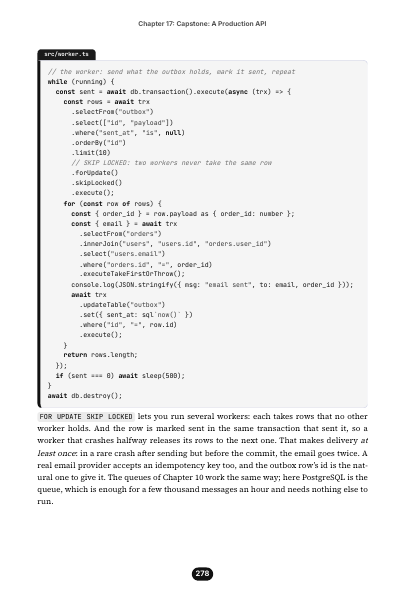 Chapter 17: Capstone: A Production API
src/worker.ts
// the worker: send what the outbox holds, mark it sent, repeat
while (running) {
  const sent = await db.transaction().execute(async (trx) => {
    const rows = await trx
      .selectFrom("outbox")
      .select(["id", "payload"])
      .where("sent_at", "is", null)
      .orderBy("id")
      .limit(10)
      // SKIP LOCKED: two workers never take the same row
      .forUpdate()
      .skipLocked()
      .execute();
    for (const row of rows) {
      const { order_id } = row.payload as { order_id: number };
      const { email } = await trx
        .selectFrom("orders")
        .innerJoin("users", "users.id", "orders.user_id")
        .select("users.email")
        .where("orders.id", "=", order_id)
        .executeTakeFirstOrThrow();
      console.log(JSON.stringify({ msg: "email sent", to: email, order_id }));
      await trx
        .updateTable("outbox")
        .set({ sent_at: sql`now()` })
        .where("id", "=", row.id)
        .execute();
    }
    return rows.length;
  });
  if (sent === 0) await sleep(500);
}
await db.destroy();
FOR UPDATE SKIP LOCKED lets you run several workers: each takes rows that no other
worker holds. And the row is marked sent in the same transaction that sent it, so a
worker that crashes halfway releases its rows to the next one. That makes delivery at
least once: in a rare crash after sending but before the commit, the email goes twice. A
real email provider accepts an idempotency key too, and the outbox row's id is the nat-
ural one to give it. The queues of Chapter 10 work the same way; here PostgreSQL is the
queue, which is enough for a few thousand messages an hour and needs nothing else to
run.
278